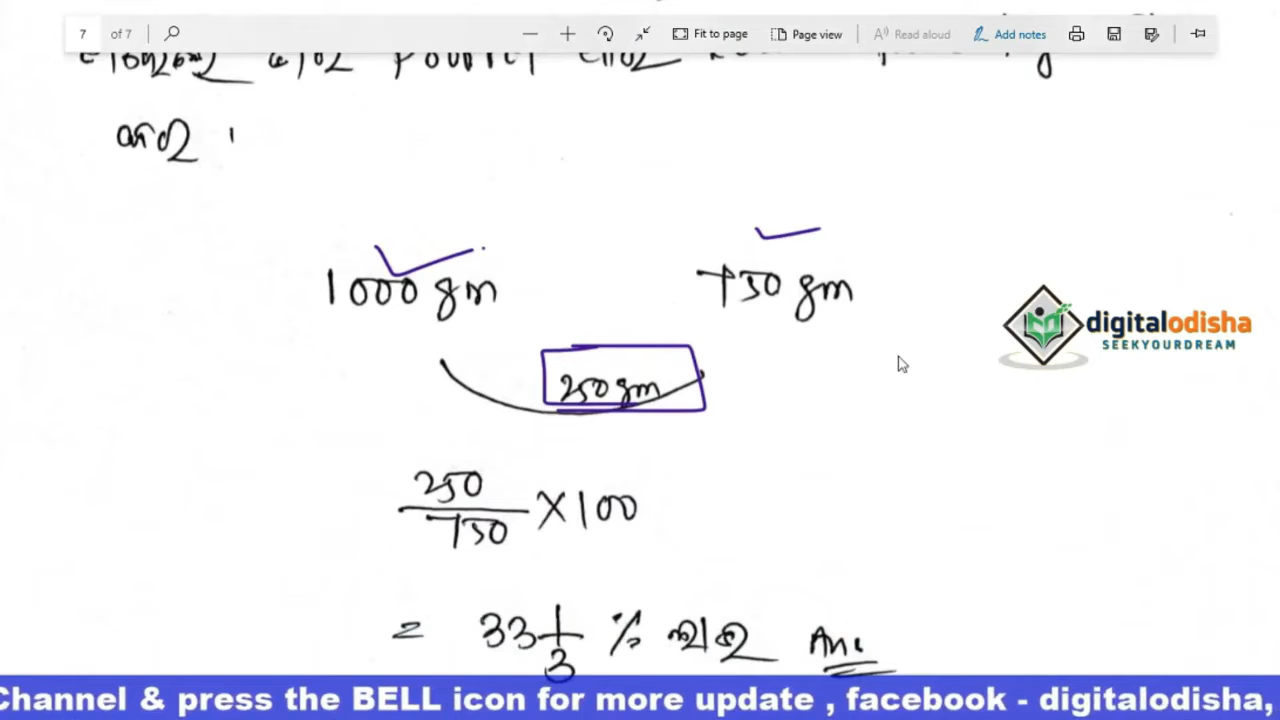 7 of 7 Fit to page Page view Read aloud Add notes
କର ।
1000 gm 750 gm
250 gm
digitalodisha
SEEKYOURDREAM
250
750 × 100
= 33 1/3 % Ans
Channel & press the BELL icon for more update , facebook - digitalodisha,